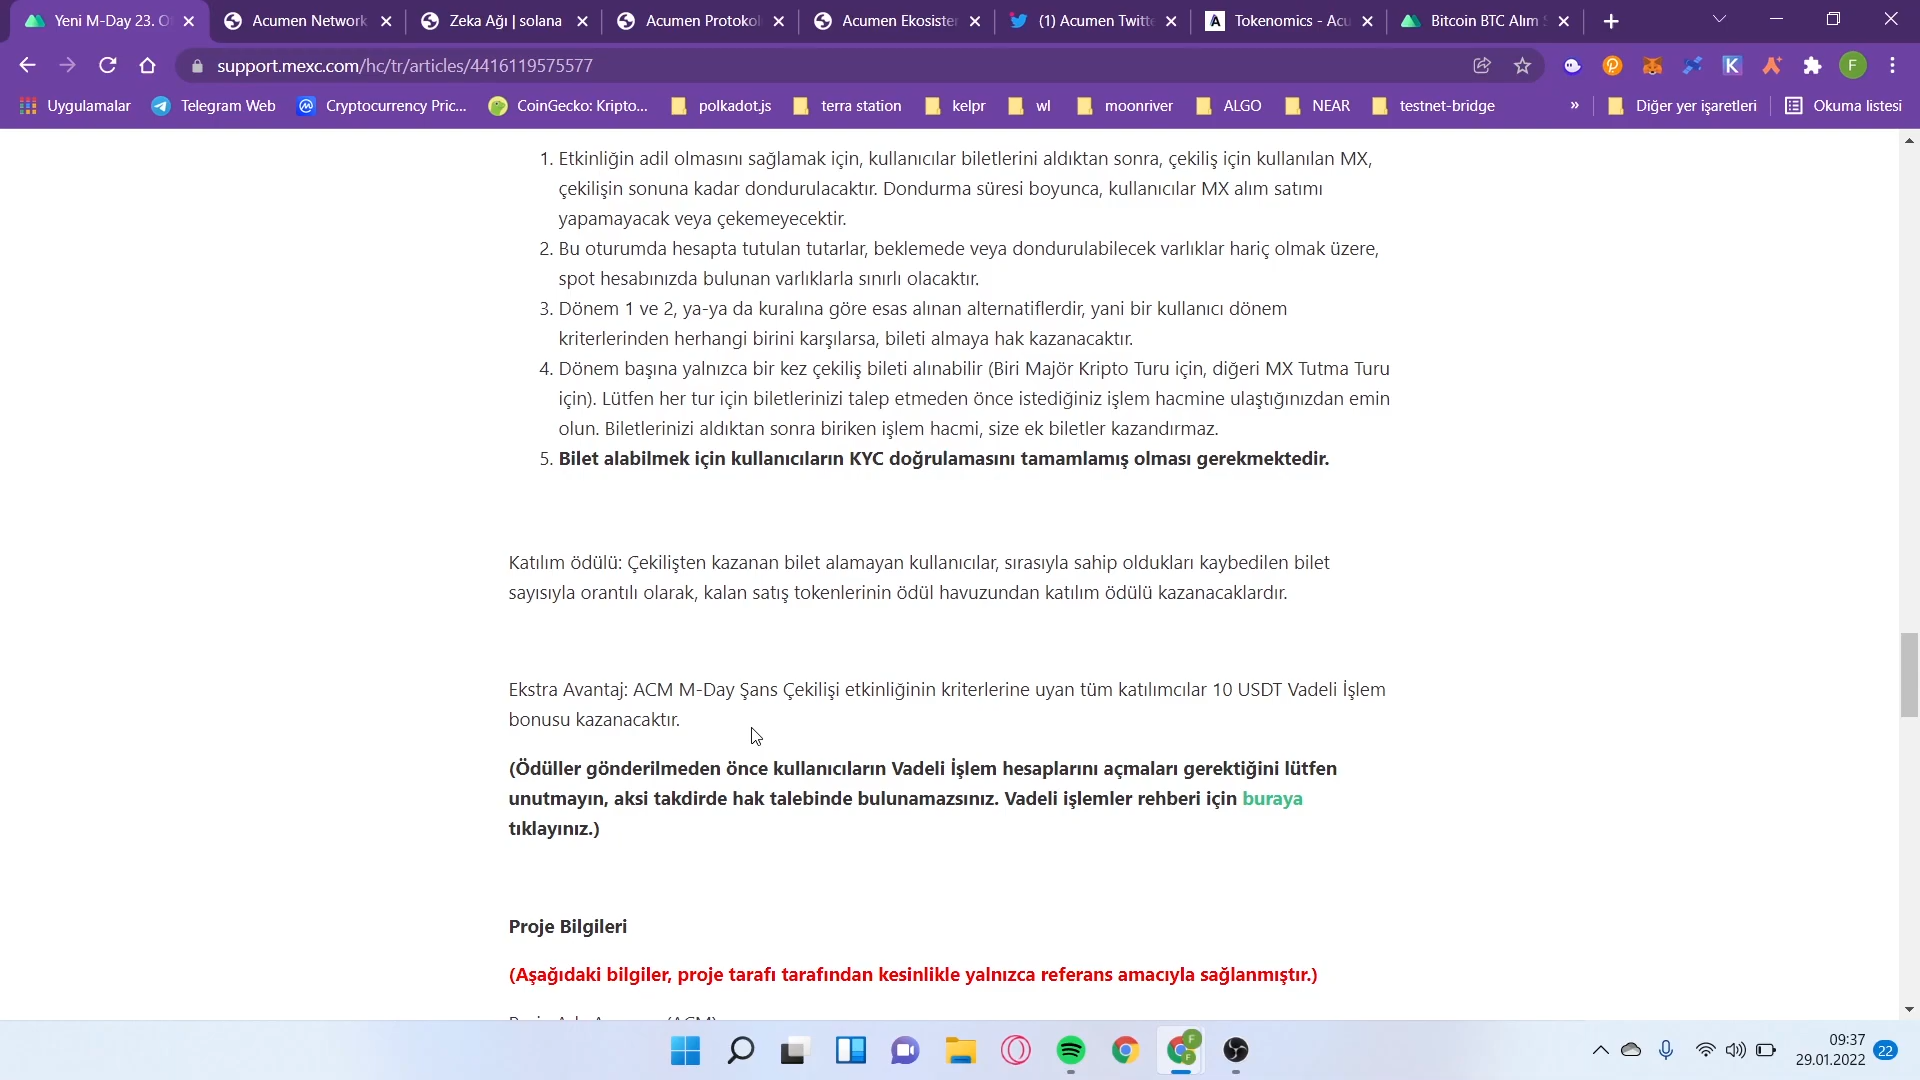 Yeni M-Day 23. O
Acumen Network
Zeka Ağı | solana
Acumen Protokol
Acumen Ekosister
(1) Acumen Twitt
Tokenomics - Acu
Bitcoin BTC Alım S
support.mexc.com/hc/tr/articles/4416119575577
F
Uygulamalar
Telegram Web
Cryptocurrency Pric...
CoinGecko: Kripto...
polkadot.js
terra station
kelpr
wl
moonriver
ALGO
NEAR
testnet-bridge
»
Diğer yer işaretleri
Okuma listesi
1. Etkinliğin adil olmasını sağlamak için, kullanıcılar biletlerini aldıktan sonra, çekiliş için kullanılan MX,
çekilişin sonuna kadar dondurulacaktır. Dondurma süresi boyunca, kullanıcılar MX alım satımı
yapamayacak veya çekemeyecektir.
2. Bu oturumda hesapta tutulan tutarlar, beklemede veya dondurulabilecek varlıklar hariç olmak üzere,
spot hesabınızda bulunan varlıklarla sınırlı olacaktır.
3. Dönem 1 ve 2, ya-ya da kuralına göre esas alınan alternatiflerdir, yani bir kullanıcı dönem
kriterlerinden herhangi birini karşılarsa, bileti almaya hak kazanacaktır.
4. Dönem başına yalnızca bir kez çekiliş bileti alınabilir (Biri Majör Kripto Turu için, diğeri MX Tutma Turu
için). Lütfen her tur için biletlerinizi talep etmeden önce istediğiniz işlem hacmine ulaştığınızdan emin
olun. Biletlerinizi aldıktan sonra biriken işlem hacmi, size ek biletler kazandırmaz.
5. Bilet alabilmek için kullanıcıların KYC doğrulamasını tamamlamış olması gerekmektedir.
Katılım ödülü: Çekilişten kazanan bilet alamayan kullanıcılar, sırasıyla sahip oldukları kaybedilen bilet
sayısıyla orantılı olarak, kalan satış tokenlerinin ödül havuzundan katılım ödülü kazanacaklardır.
Ekstra Avantaj: ACM M-Day Şans Çekilişi etkinliğinin kriterlerine uyan tüm katılımcılar 10 USDT Vadeli İşlem
bonusu kazanacaktır.
(Ödüller gönderilmeden önce kullanıcıların Vadeli İşlem hesaplarını açmaları gerektiğini lütfen
unutmayın, aksi takdirde hak talebinde bulunamazsınız. Vadeli işlemler rehberi için buraya
tıklayınız.)
Proje Bilgileri
(Aşağıdaki bilgiler, proje tarafı tarafından kesinlikle yalnızca referans amacıyla sağlanmıştır.)
09:37
29.01.2022
22